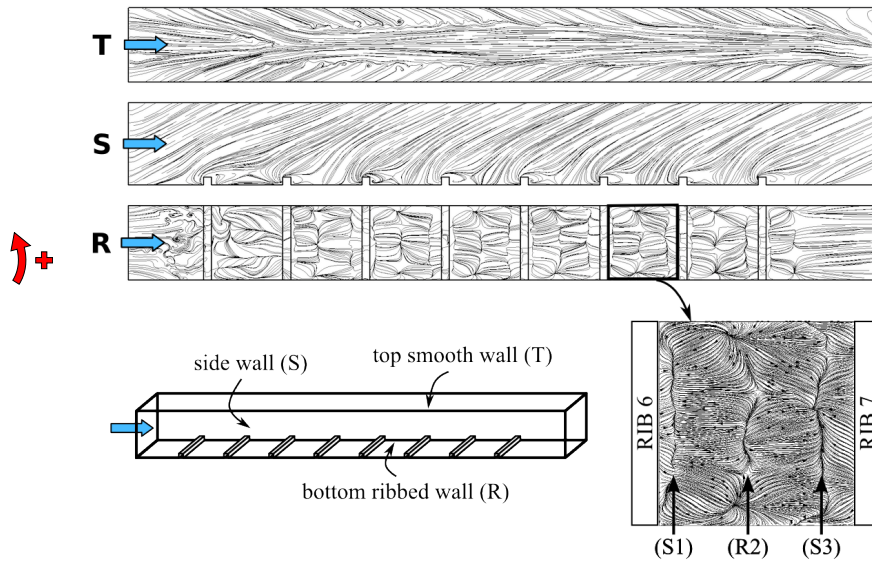 T
S
R
+
side wall (S)
top smooth wall (T)
bottom ribbed wall (R)
RIB 6
RIB 7
(S1)
(R2)
(S3)